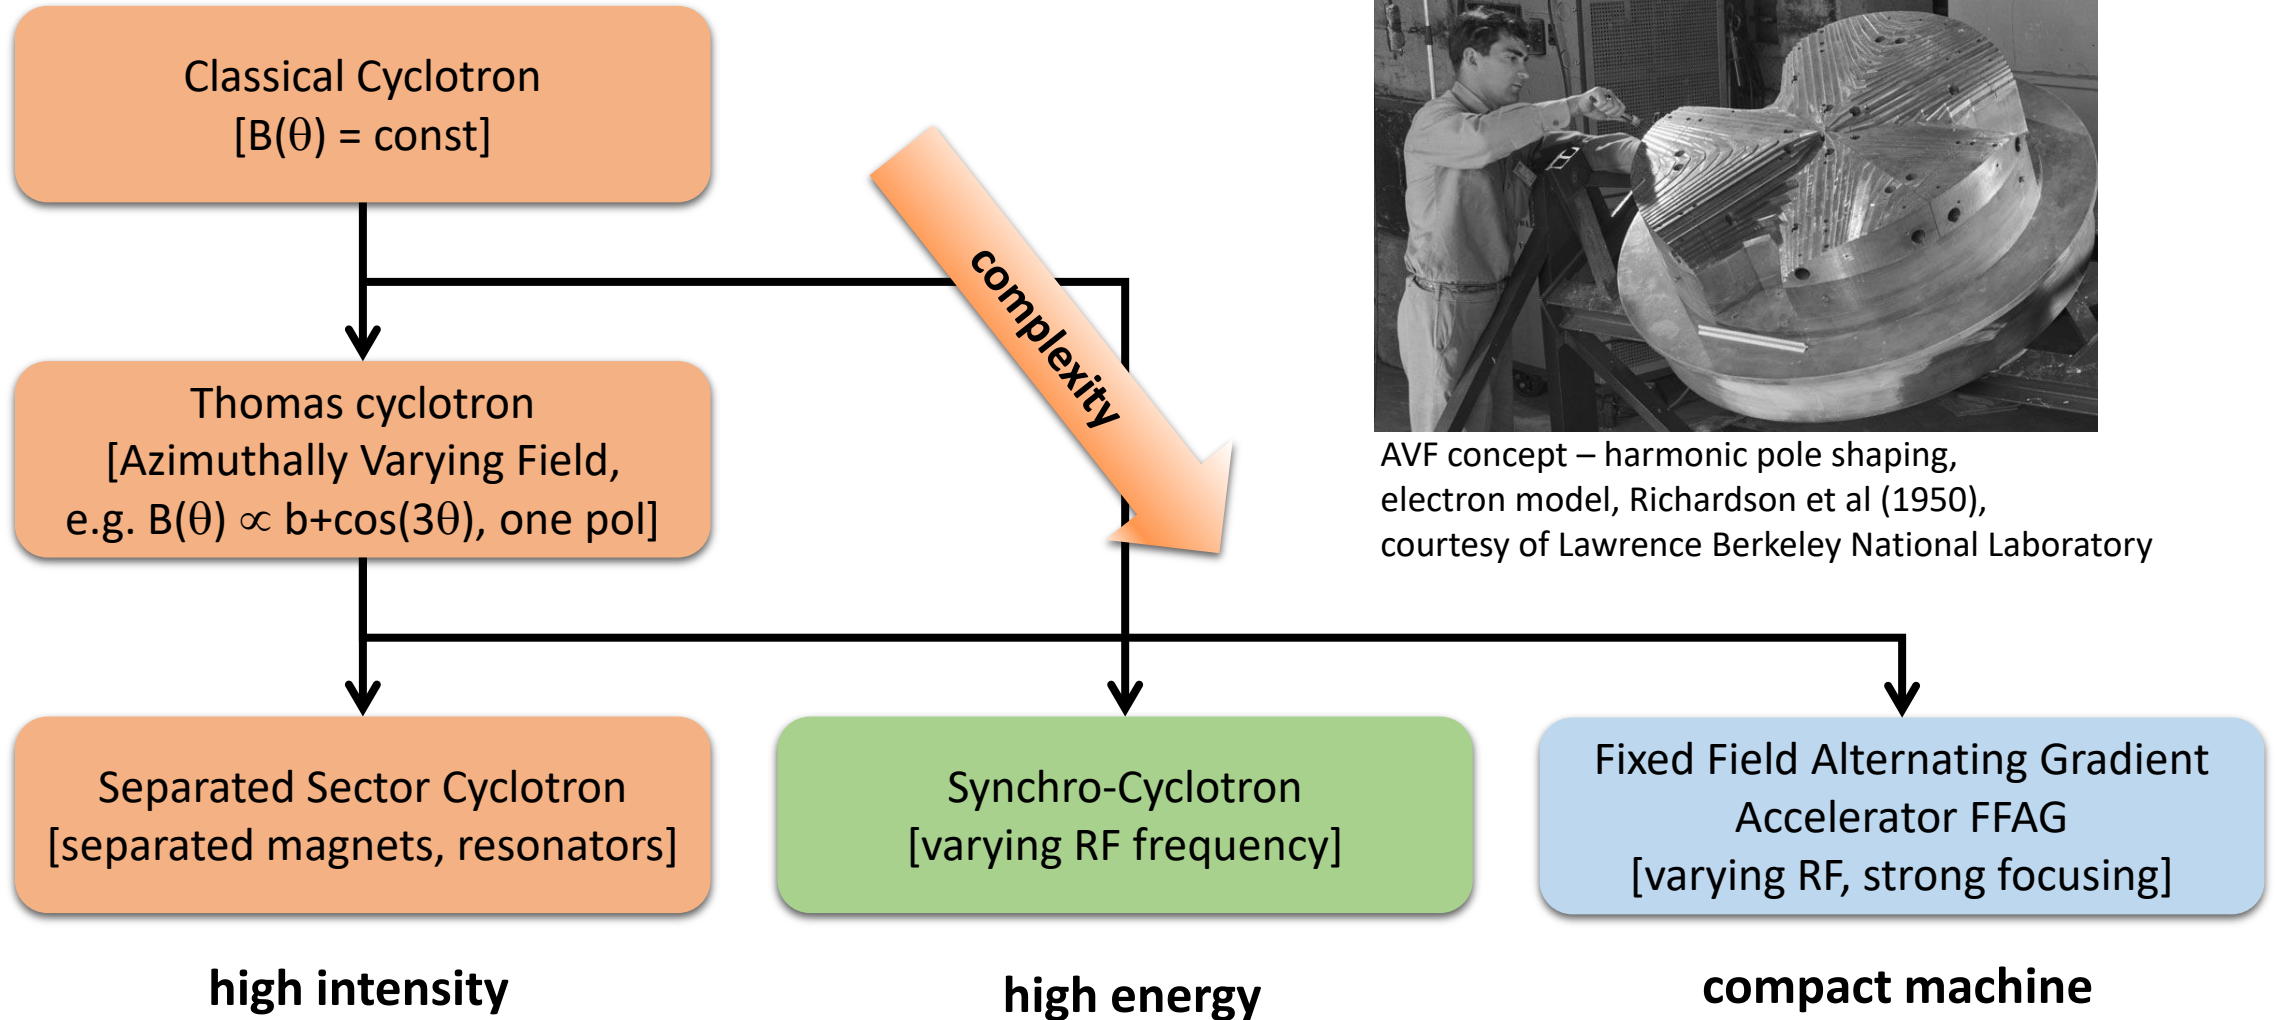 Classical Cyclotron
[B(θ) = const]
complexity
Thomas cyclotron
[Azimuthally Varying Field,
e.g. B(θ) ∝ b+cos(3θ), one pol]
AVF concept – harmonic pole shaping,
electron model, Richardson et al (1950),
courtesy of Lawrence Berkeley National Laboratory
Separated Sector Cyclotron
[separated magnets, resonators]
Synchro-Cyclotron
[varying RF frequency]
Fixed Field Alternating Gradient
Accelerator FFAG
[varying RF, strong focusing]
high intensity
high energy
compact machine